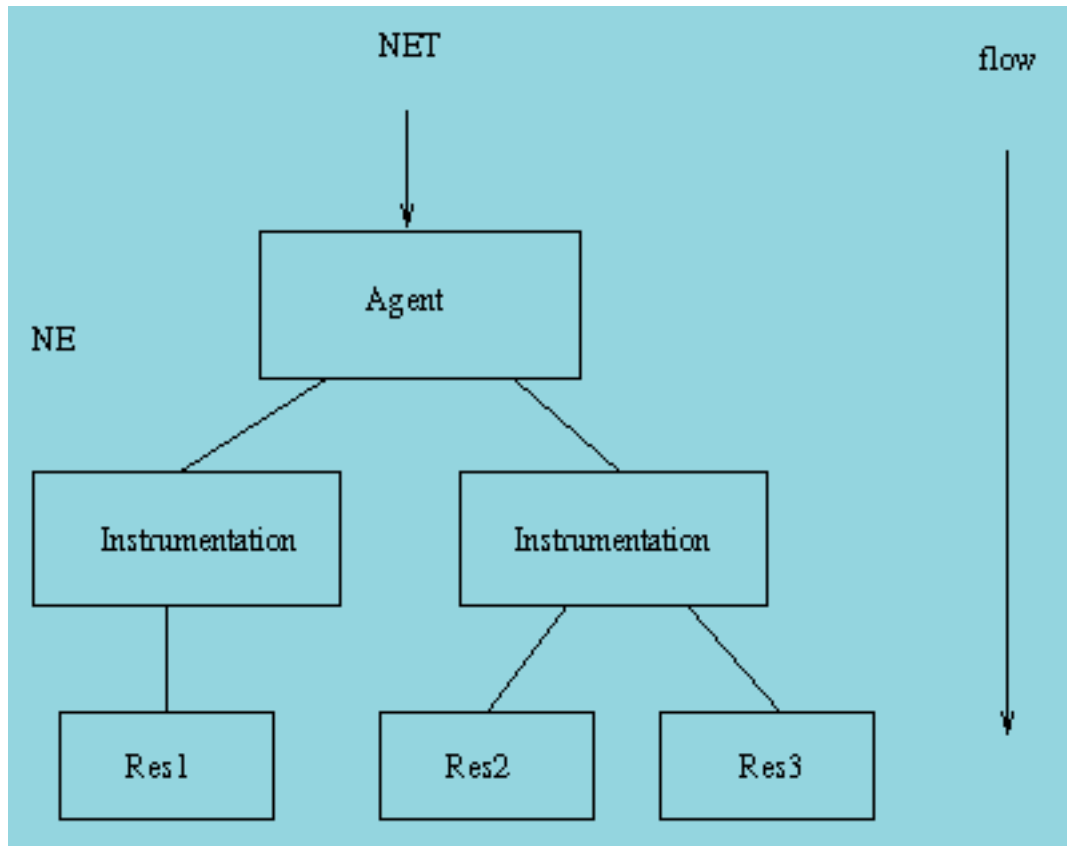 NET
flow
Agent
NE
Instrumentation
Instrumentation
Res1
Res2
Res3